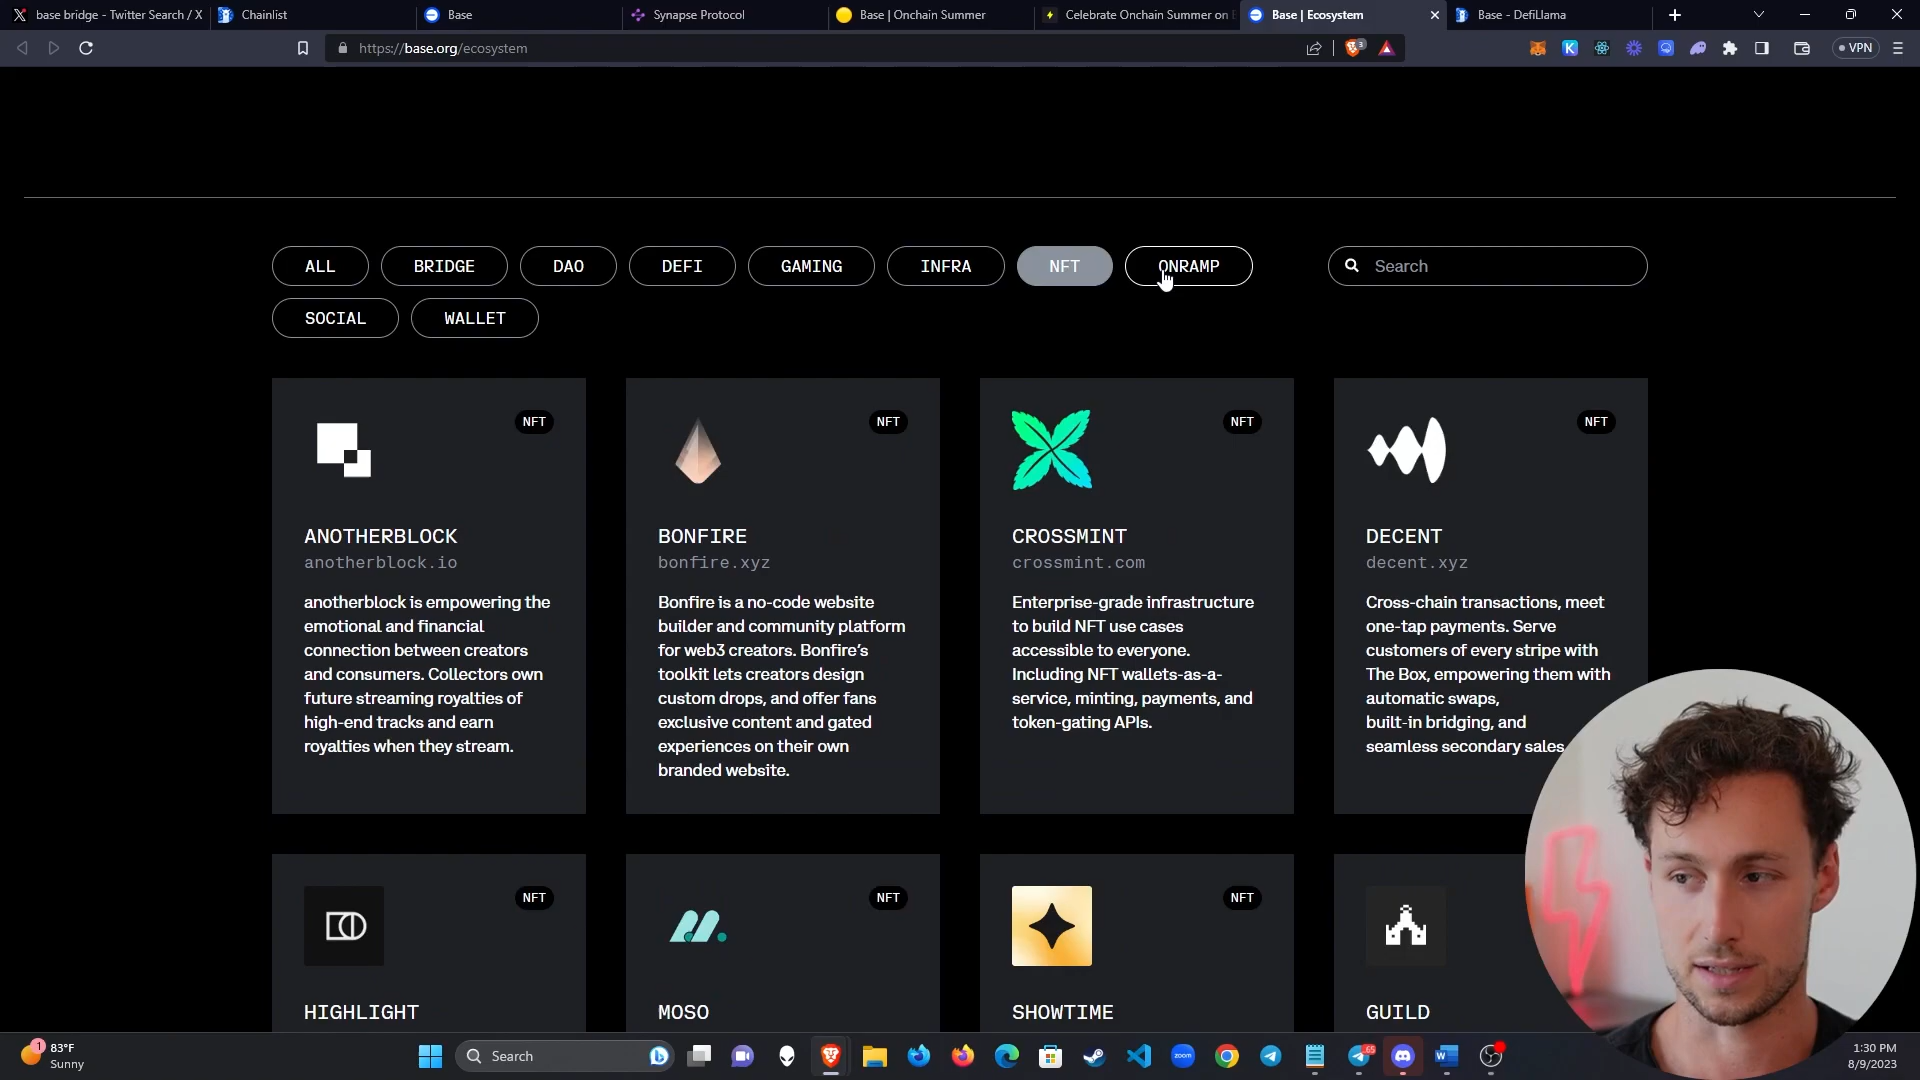 base bridge - Twitter Search / X
Chainlist
Base
Synapse Protocol
Base | Onchain Summer
Celebrate Onchain Summer on
Base | Ecosystem
Base - DefiLlama
https://base.org/ecosystem
3
VPN
ALL
BRIDGE
DAO
DEFI
GAMING
INFRA
NFT
ONRAMP
Search
SOCIAL
WALLET
NFT
ANOTHERBLOCK
anotherblock.io
anotherblock is empowering the
emotional and financial
connection between creators
and consumers. Collectors own
future streaming royalties of
high-end tracks and earn
royalties when they stream.
NFT
BONFIRE
bonfire.xyz
Bonfire is a no-code website
builder and community platform
for web3 creators. Bonfire's
toolkit lets creators design
custom drops, and offer fans
exclusive content and gated
experiences on their own
branded website.
NFT
CROSSMINT
crossmint.com
Enterprise-grade infrastructure
to build NFT use cases
accessible to everyone.
Including NFT wallets-as-a-
service, minting, payments, and
token-gating APIs.
NFT
DECENT
decent.xyz
Cross-chain transactions, meet
one-tap payments. Serve
customers of every stripe with
The Box, empowering them with
automatic swaps,
built-in bridging, and
seamless secondary sales
NFT
HIGHLIGHT
NFT
MOSO
NFT
SHOWTIME
GUILD
1
83°F
Sunny
Search
zoom
65
1:30 PM
8/9/2023